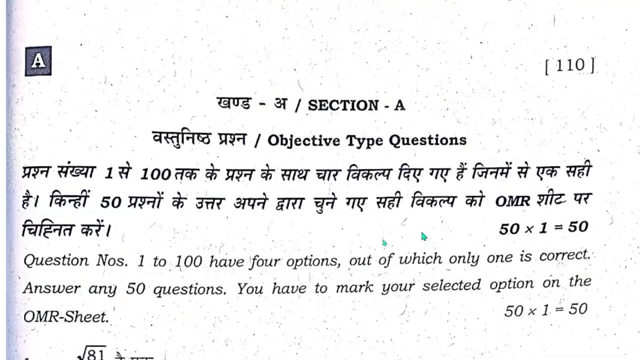 A
[ 110 ]
खण्ड - अ / SECTION - A
वस्तुनिष्ठ प्रश्न / Objective Type Questions
प्रश्न संख्या 1 से 100 तक के प्रश्न के साथ चार विकल्प दिए गए हैं जिनमें से एक सही
है। किन्हीं 50 प्रश्नों के उत्तर अपने द्वारा चुने गए सही विकल्प को OMR शीट पर
चिह्नित करें।
50 × 1 = 50
Question Nos. 1 to 100 have four options, out of which only one is correct.
Answer any 50 questions. You have to mark your selected option on the
OMR-Sheet.
50 × 1 = 50
√81